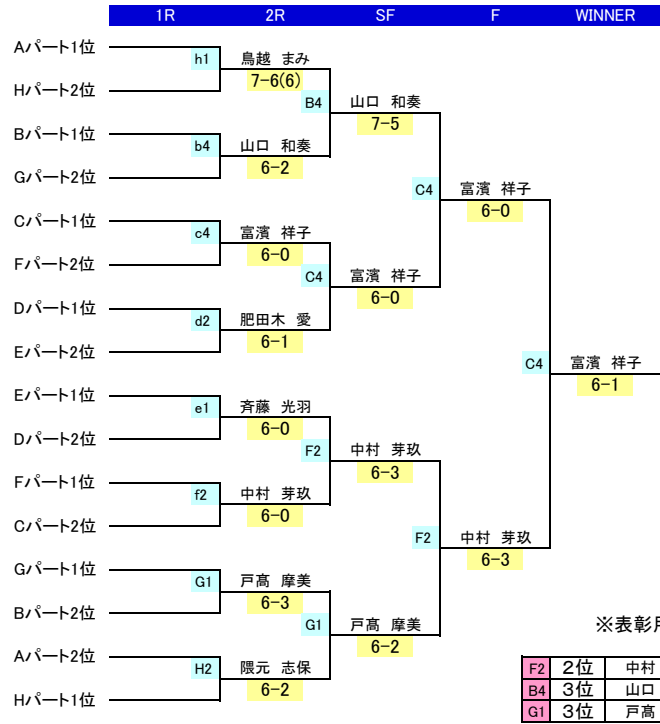 1R 2R SF F WINNER
Aパート1位
h1 鳥越 まみ
7-6(6)
Hパート2位
B4 山口 和奏
7-5
Bパート1位
b4 山口 和奏
6-2
Gパート2位
C4 富濱 祥子
6-0
Cパート1位
c4 富濱 祥子
6-0
Fパート2位
C4 富濱 祥子
6-0
Dパート1位
d2 肥田木 愛
6-1
Eパート2位
C4 富濱 祥子
6-1
Eパート1位
e1 斉藤 光羽
6-0
Dパート2位
F2 中村 芽玖
6-3
Fパート1位
f2 中村 芽玖
6-0
Cパート2位
F2 中村 芽玖
6-3
Gパート1位
G1 戸髙 摩美
6-3
Bパート2位
G1 戸髙 摩美
6-2
Aパート2位
H2 隈元 志保
6-2
Hパート1位
※表彰
F2 2位 中村
B4 3位 山口
G1 3位 戸髙